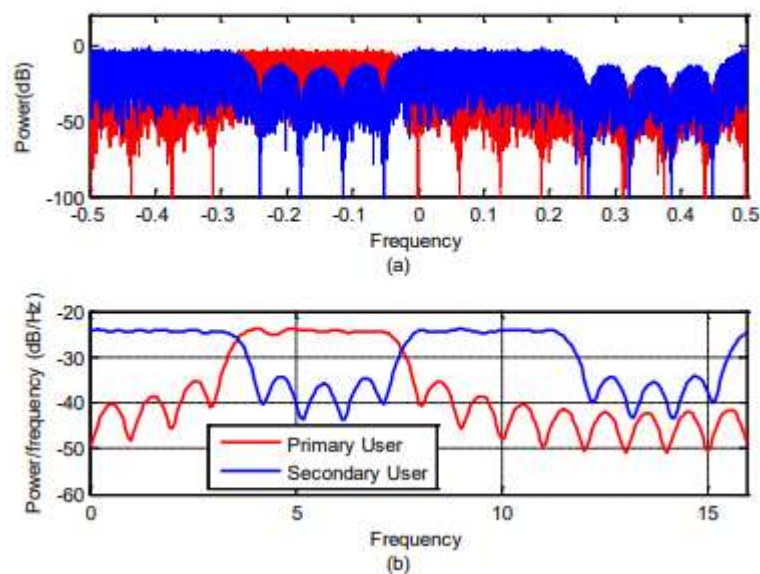 0
-50
-100
Power(dB)
-0.5 -0.4 -0.3 -0.2 -0.1 0 0.1 0.2 0.3 0.4 0.5
Frequency
(a)
-20
-30
-40
-50
-60
Power/frequency (dB/Hz)
Primary User
Secondary User
0 5 10 15
Frequency
(b)